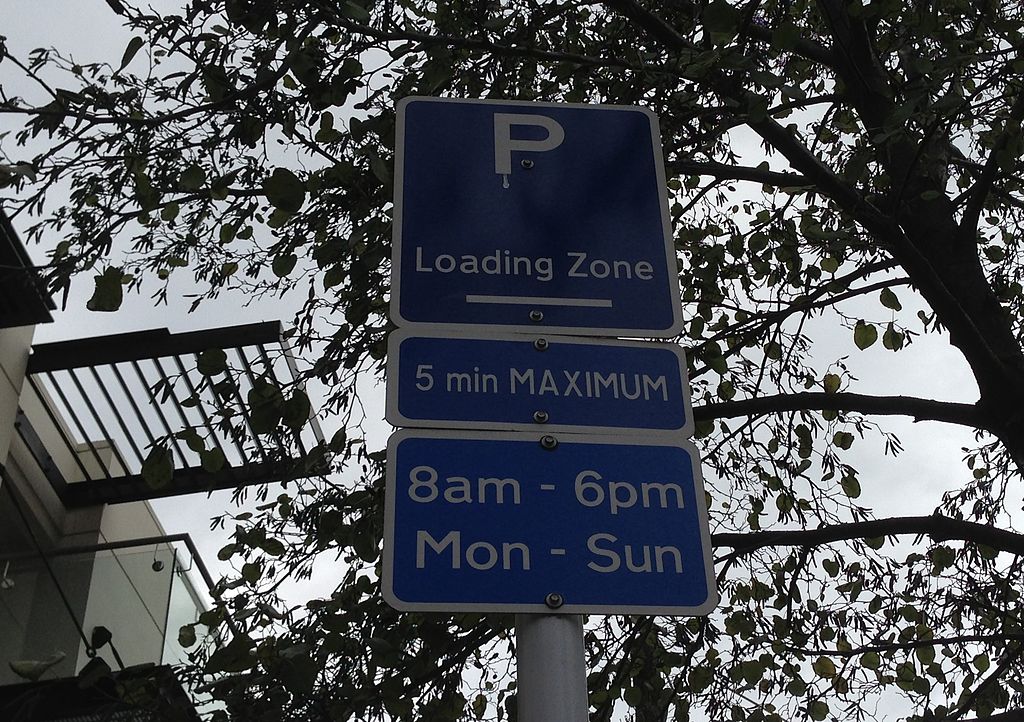 P
Loading Zone
5 min MAXIMUM
8am - 6pm
Mon - Sun